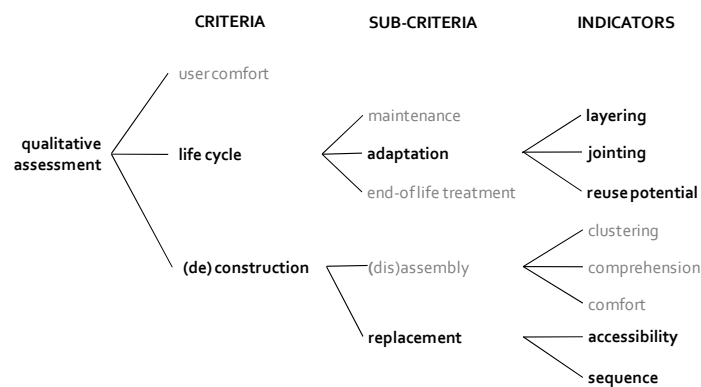 CRITERIA SUB-CRITERIA INDICATORS
user comfort
maintenance layering
qualitative
assessment life cycle adaptation jointing
end-of life treatment reuse potential
clustering
(de) construction (dis)assembly comprehension
comfort
replacement accessibility
sequence